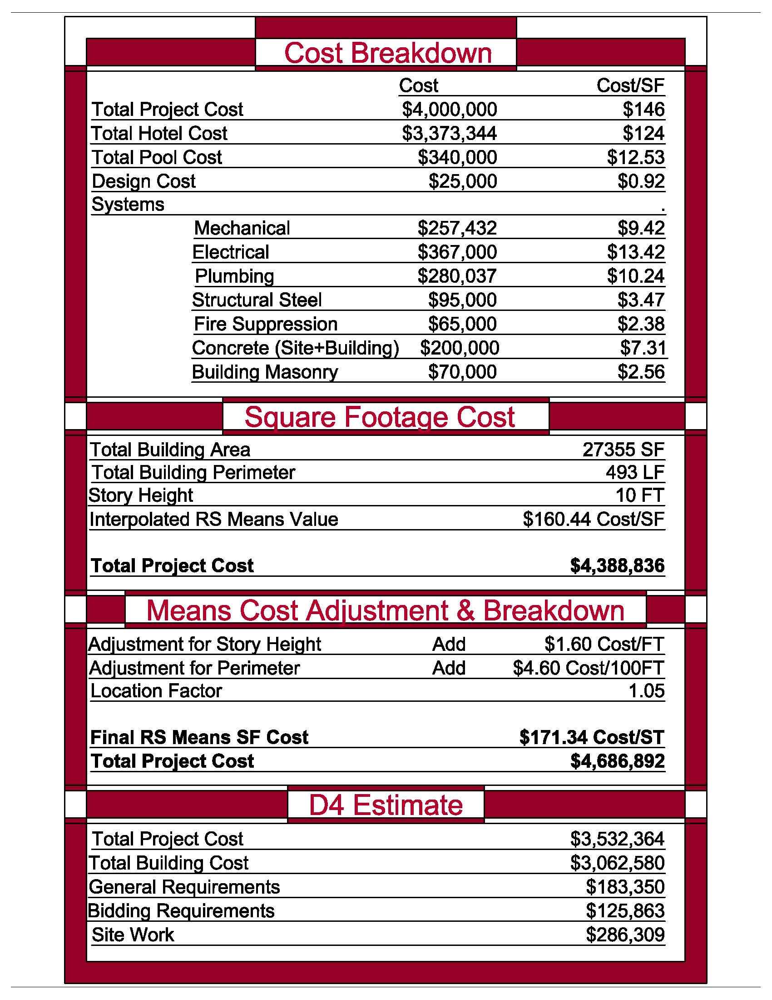 Cost Breakdown
Cost Cost/SF
Total Project Cost $4,000,000 $146
Total Hotel Cost $3,373,344 $124
Total Pool Cost $340,000 $12.53
Design Cost $25,000 $0.92
Systems .
Mechanical $257,432 $9.42
Electrical $367,000 $13.42
Plumbing $280,037 $10.24
Structural Steel $95,000 $3.47
Fire Suppression $65,000 $2.38
Concrete (Site+Building) $200,000 $7.31
Building Masonry $70,000 $2.56
Square Footage Cost
Total Building Area 27355 SF
Total Building Perimeter 493 LF
Story Height 10 FT
Interpolated RS Means Value $160.44 Cost/SF
Total Project Cost $4,388,836
Means Cost Adjustment & Breakdown
Adjustment for Story Height Add $1.60 Cost/FT
Adjustment for Perimeter Add $4.60 Cost/100FT
Location Factor 1.05
Final RS Means SF Cost $171.34 Cost/ST
Total Project Cost $4,686,892
D4 Estimate
Total Project Cost $3,532,364
Total Building Cost $3,062,580
General Requirements $183,350
Bidding Requirements $125,863
Site Work $286,309